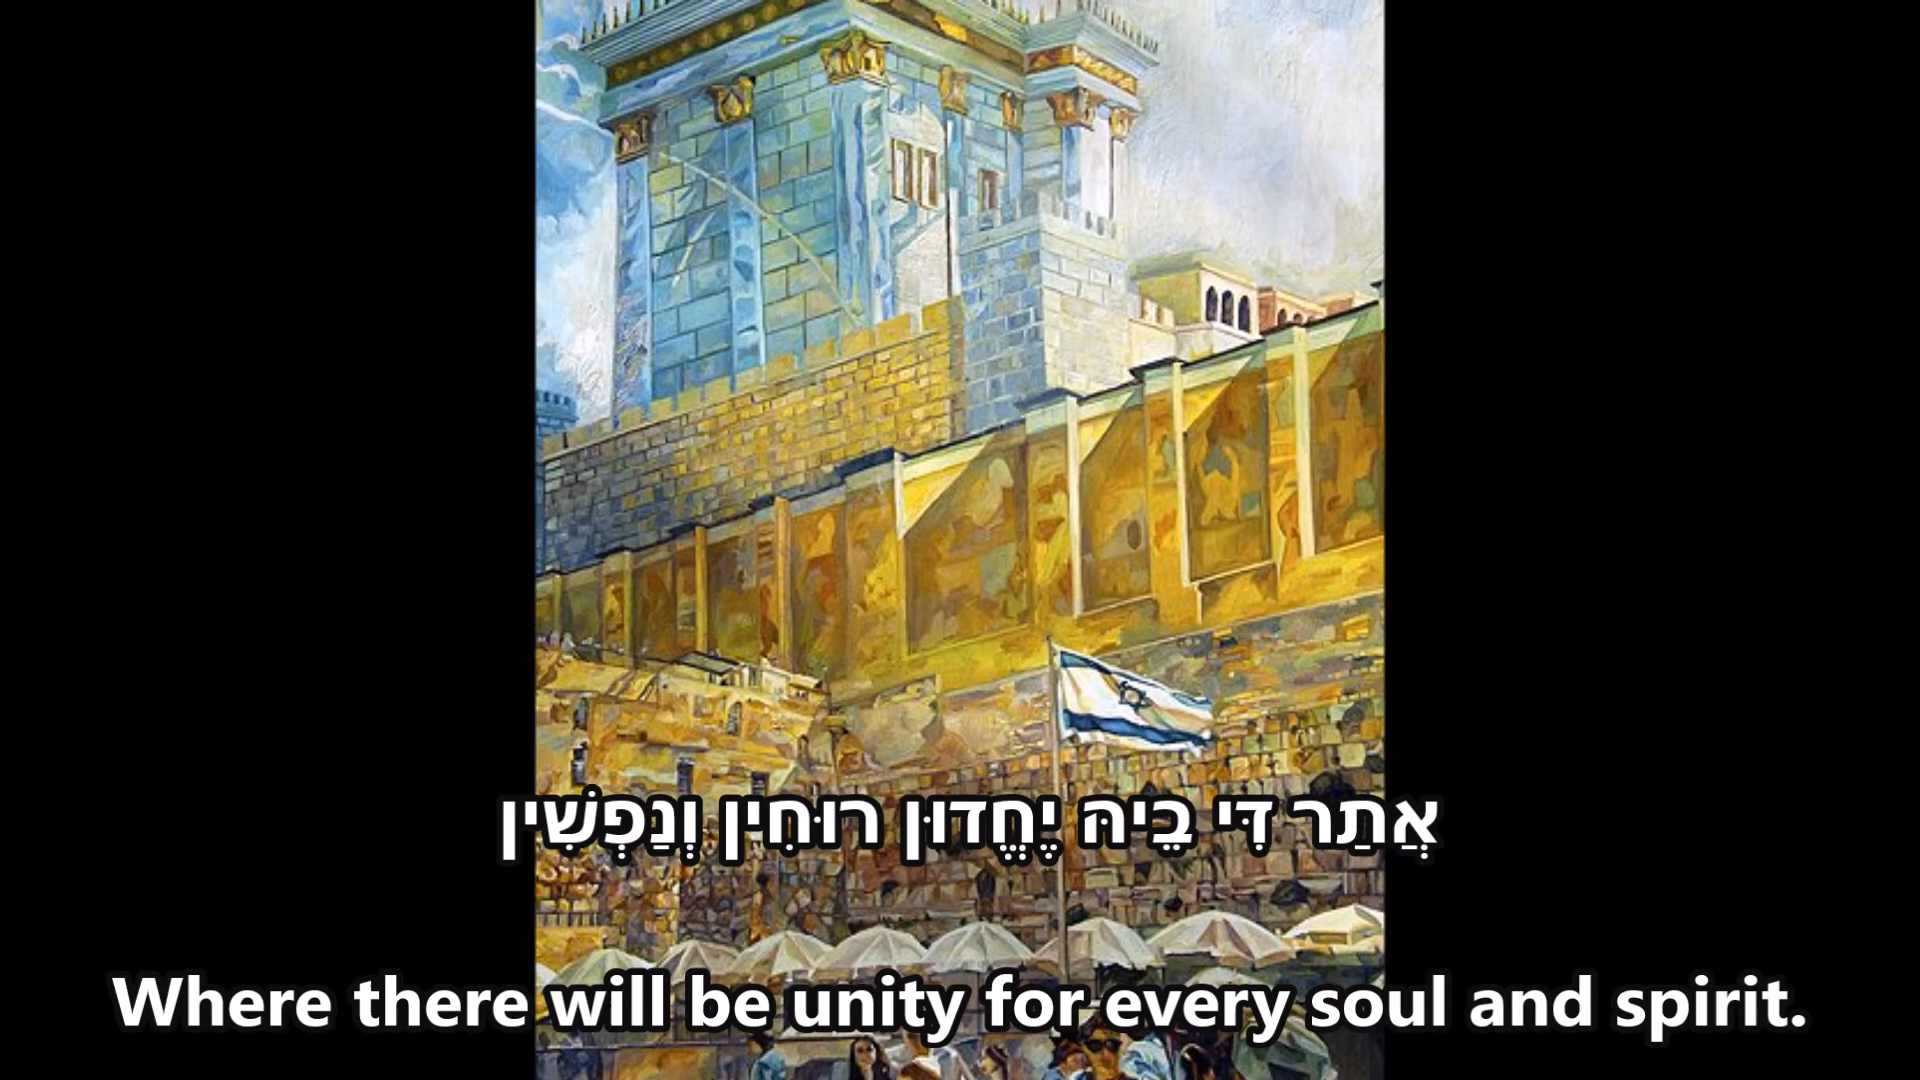 אֲתַר דִּי בֵיהּ יֶחֱדוּן רוּחִין וְנַפְשִׁין
Where there will be unity for every soul and spirit.